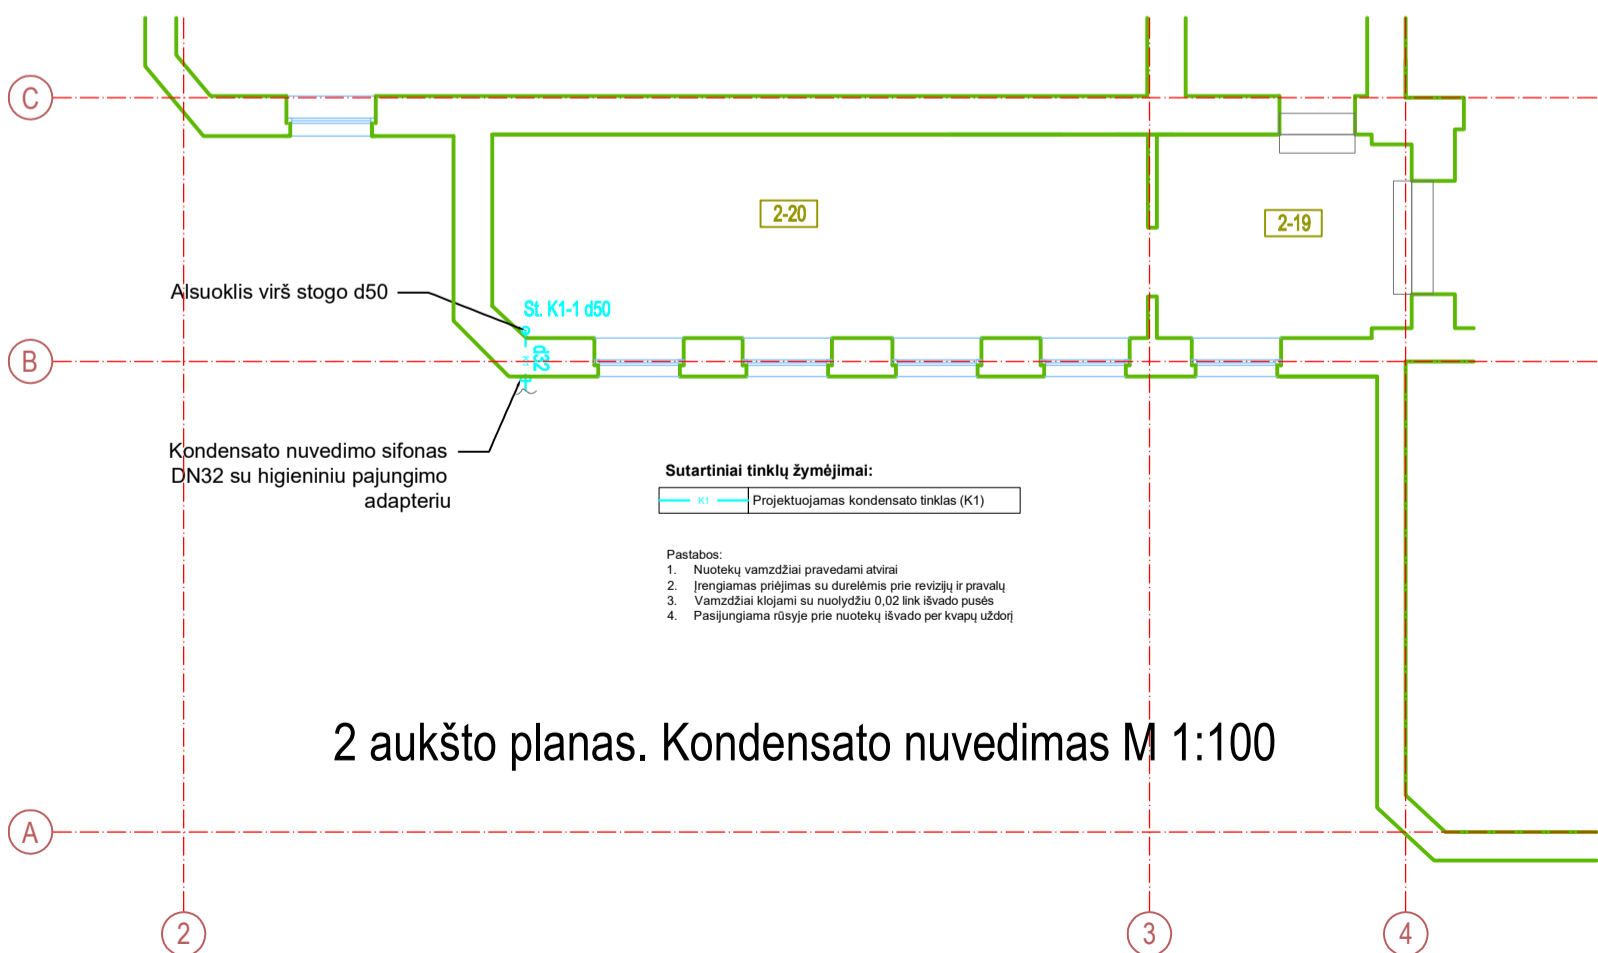 C
2-20
2-19
Alsuoklis virš stogo d50
St. K1-1 d50
B
d32
K1
Kondensato nuvedimo sifonas
DN32 su higieniniu pajungimo
adapteriu
Sutartiniai tinklų žymėjimai:
K1 Projektuojamas kondensato tinklas (K1)
Pastabos:
1. Nuotekų vamzdžiai pravedami atvirai
2. Įrengiamas priėjimas su durelėmis prie revizijų ir pravalų
3. Vamzdžiai klojami su nuolydžiu 0,02 link išvado pusės
4. Pasijungiama rūsyje prie nuotekų išvado per kvapų uždorį
2 aukšto planas. Kondensato nuvedimas M 1:100
A
2
3
4